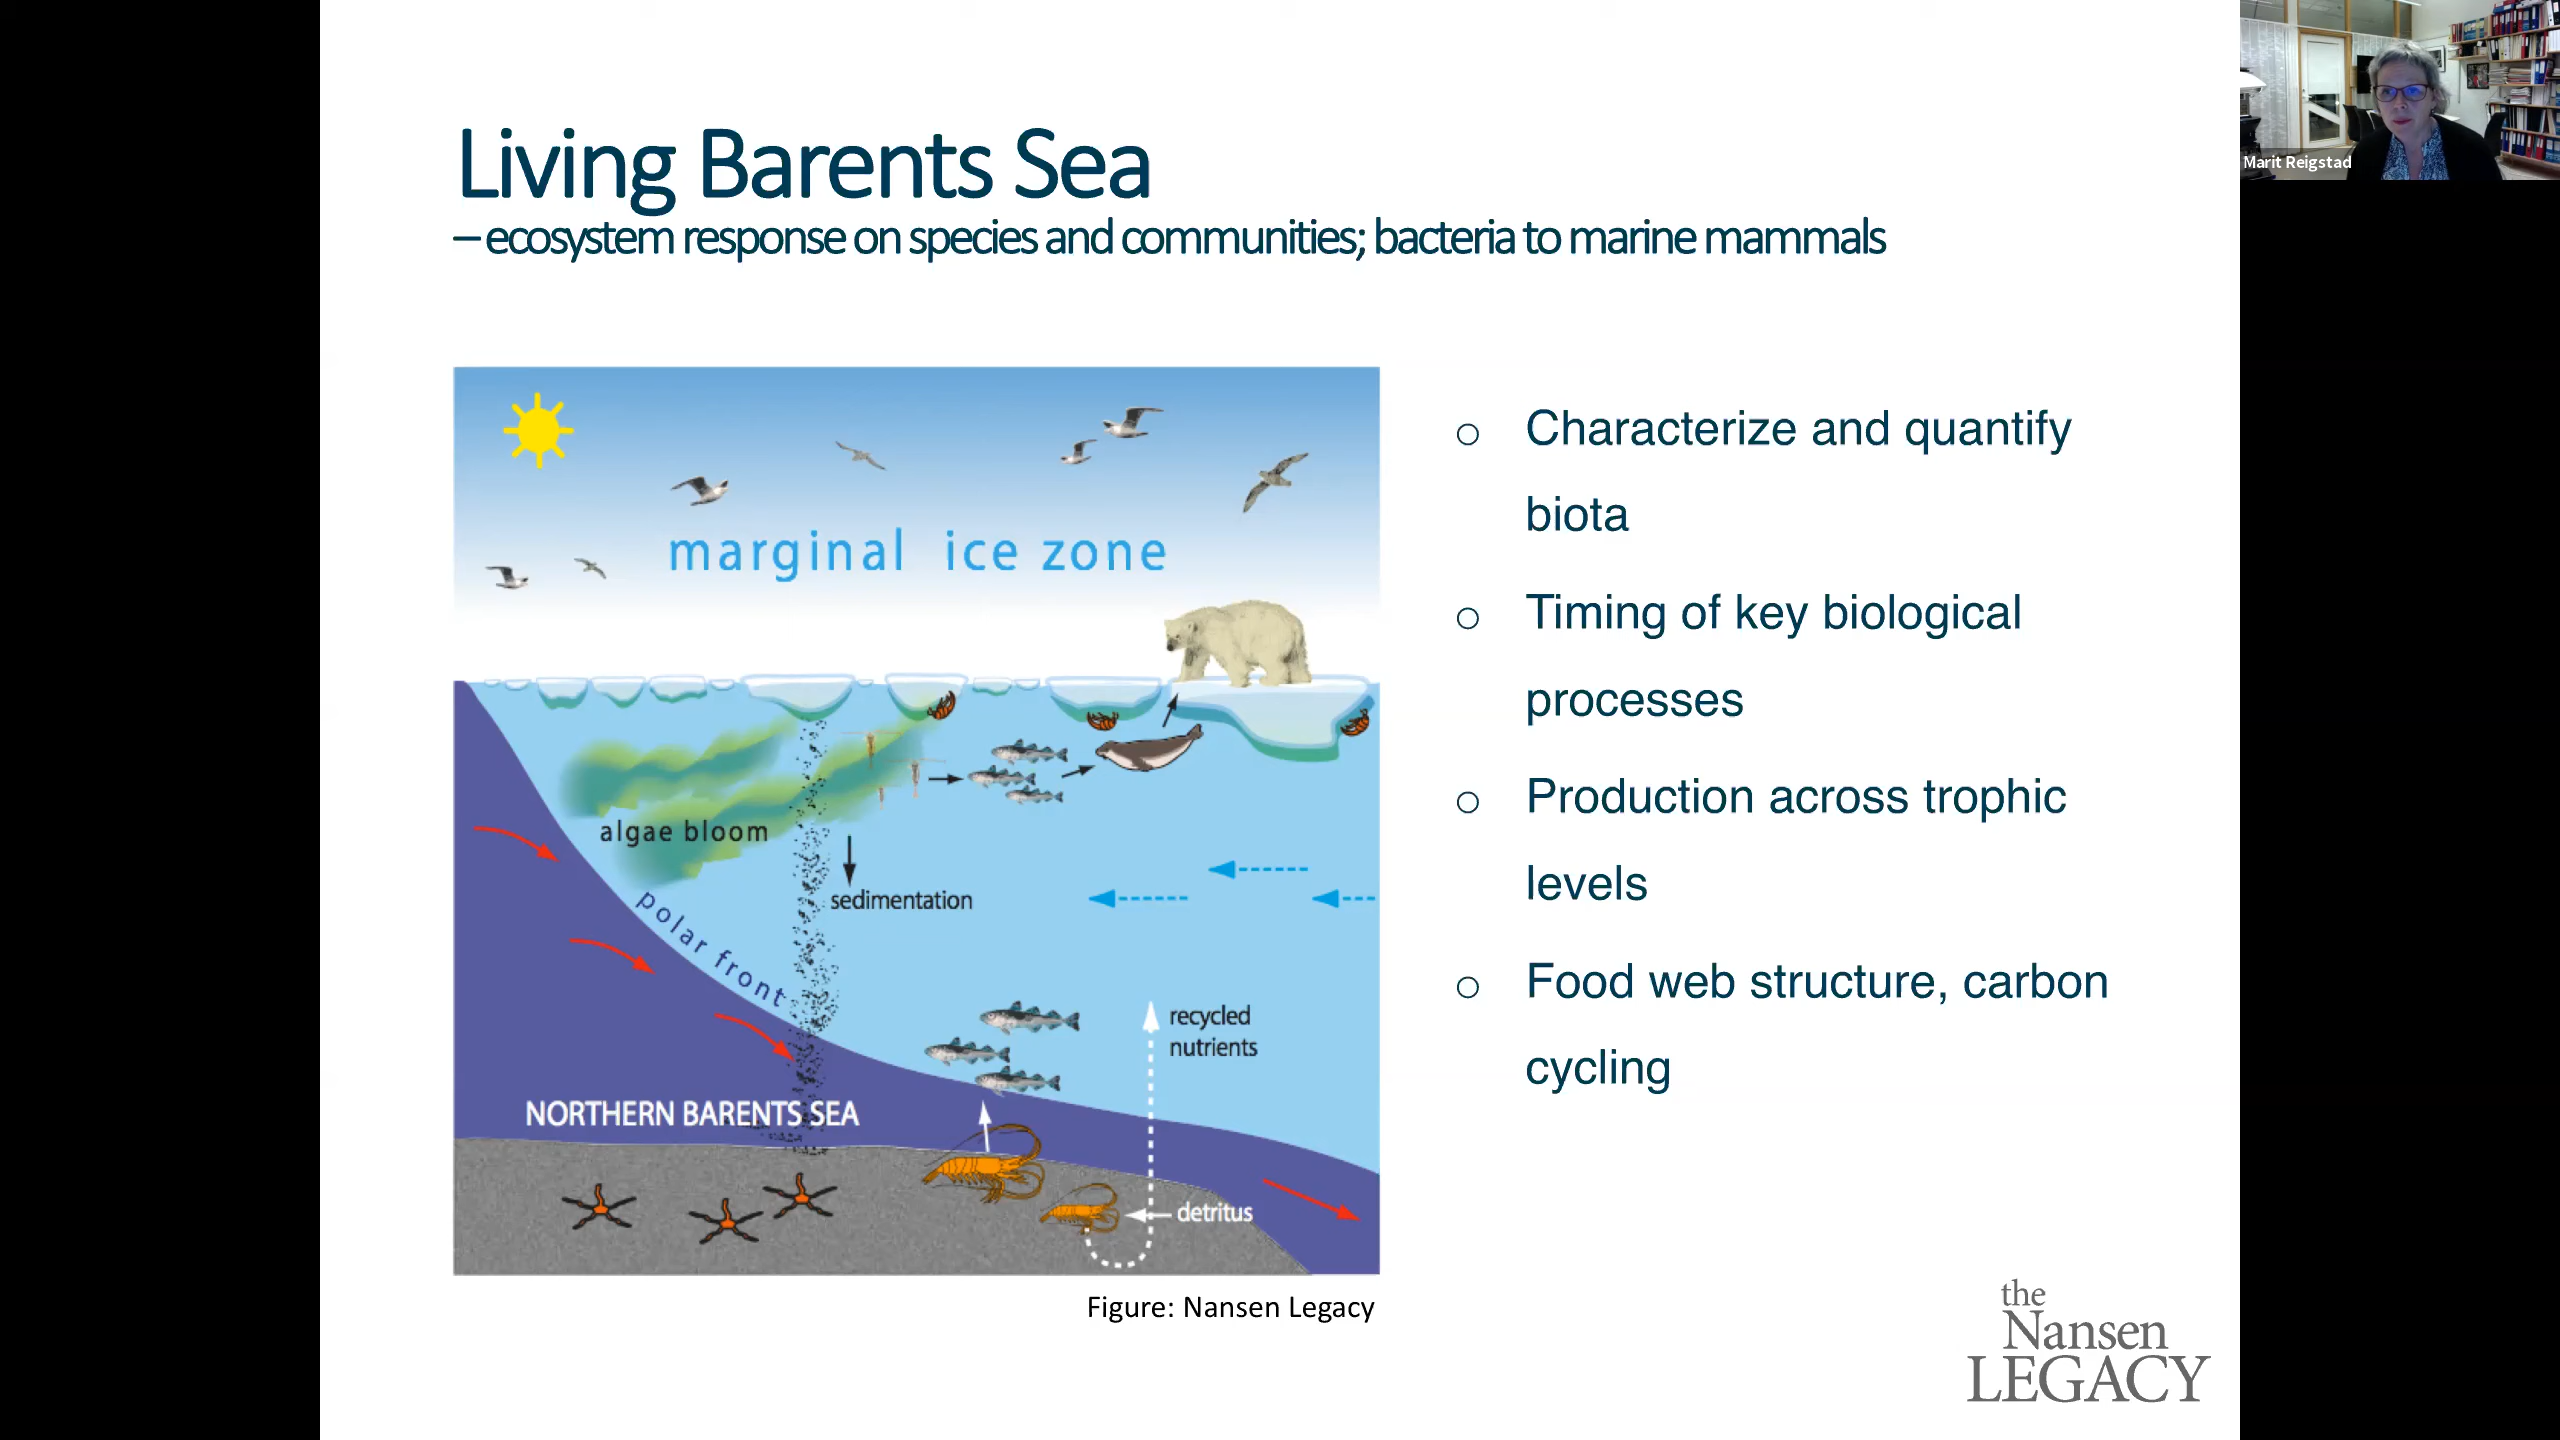 Living Barents Sea
– ecosystem response on species and communities; bacteria to marine mammals
Marit Reigstad
marginal ice zone
algae bloom
sedimentation
polar front
recycled
nutrients
NORTHERN BARENTS SEA
detritus
Figure: Nansen Legacy
o Characterize and quantify
biota
o Timing of key biological
processes
o Production across trophic
levels
o Food web structure, carbon
cycling
the
Nansen
LEGACY